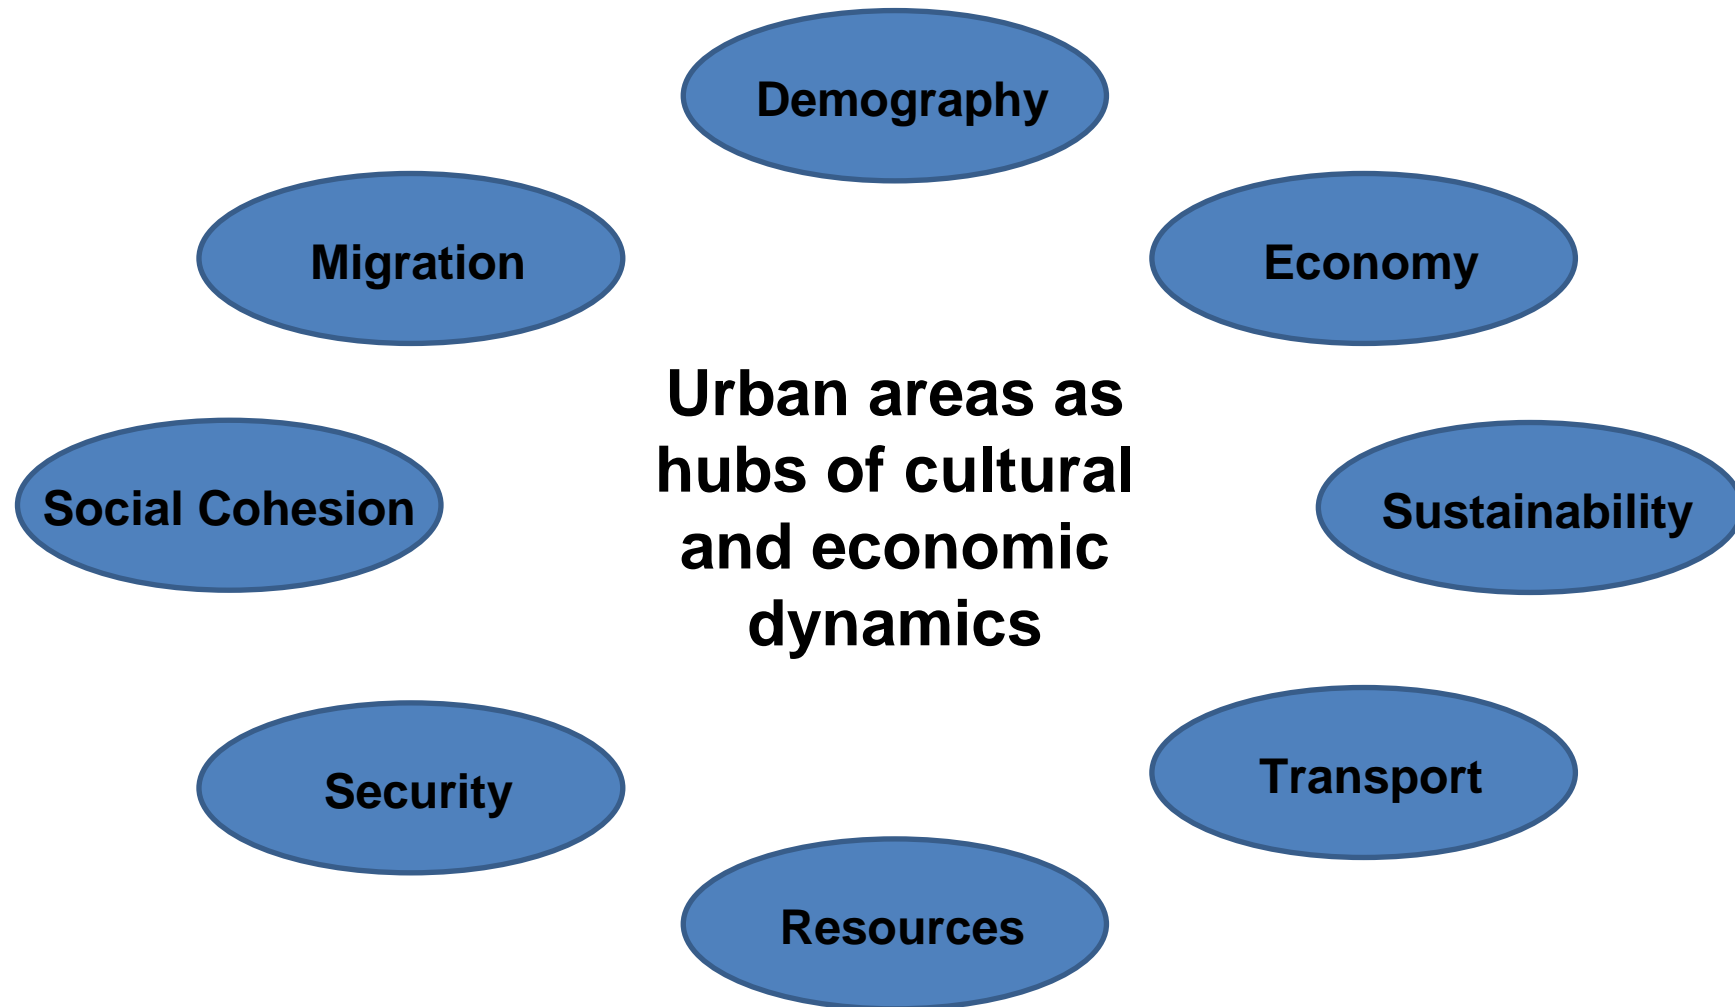 Demography
Migration
Economy
Urban areas as
hubs of cultural
and economic
dynamics
Social Cohesion
Sustainability
Security
Transport
Resources